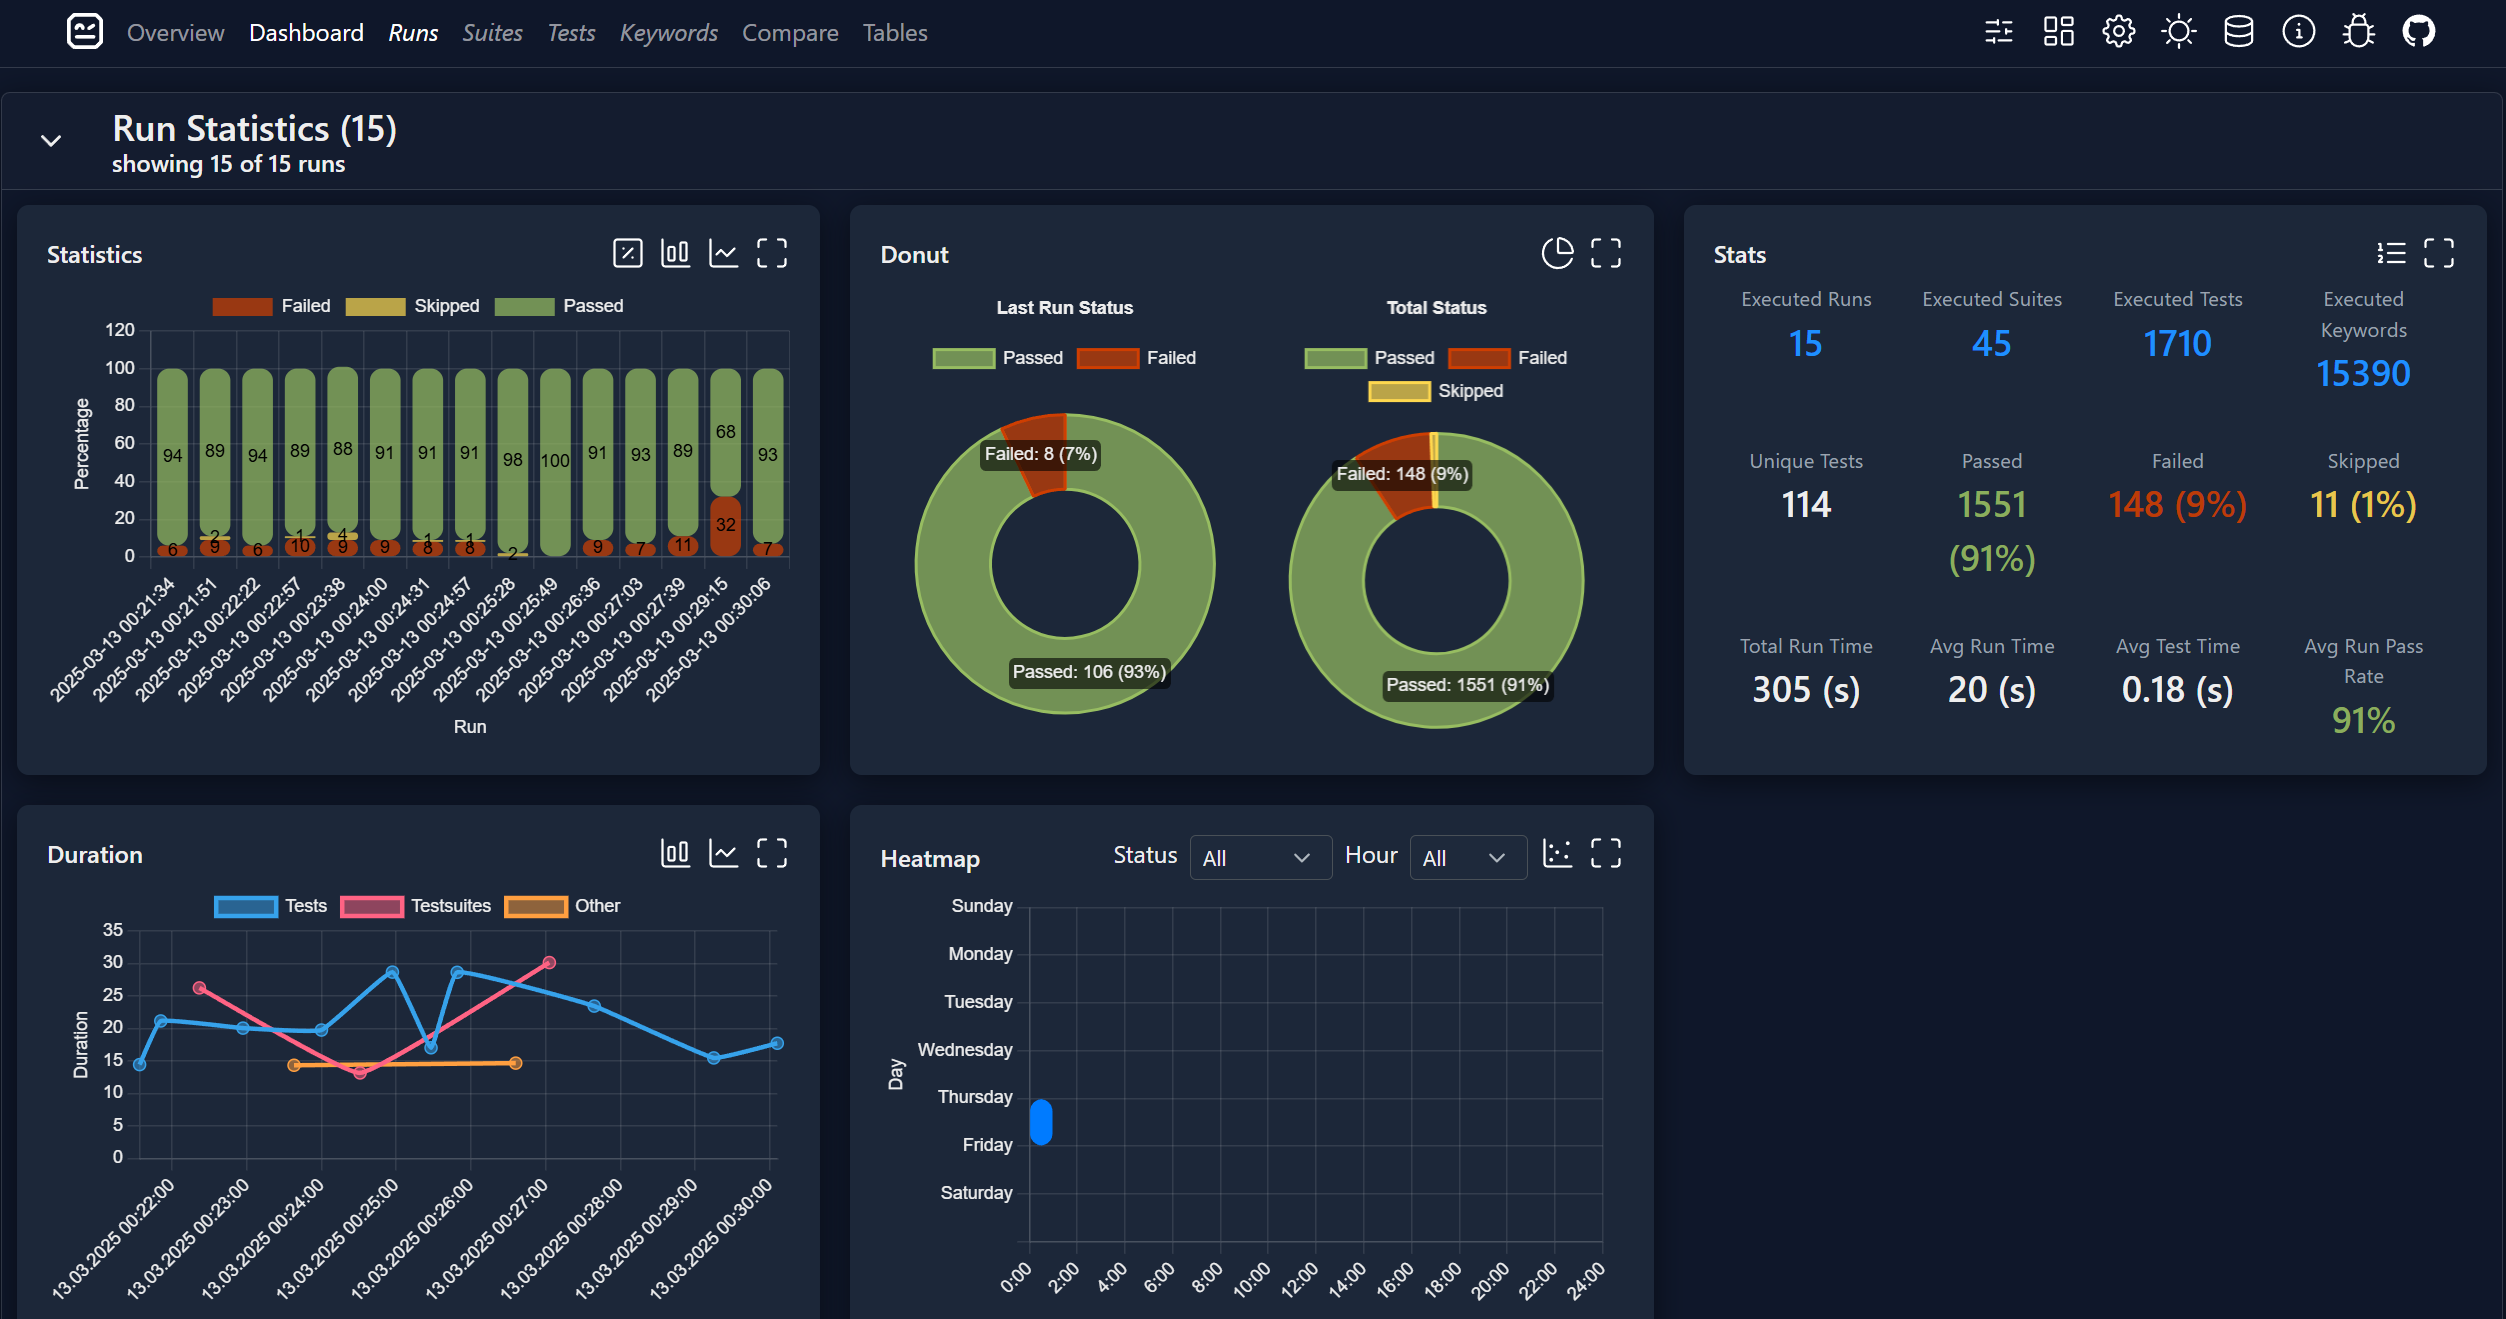 Overview Dashboard Runs Suites Tests Keywords Compare Tables
Run Statistics (15)
showing 15 of 15 runs
Statistics
Failed Skipped Passed
120
100
80
60
40
20
0
Percentage
94 89 94 89 88 91 91 91 98 100 91 93 89 68 93
2 1 4 1 1 2
6 9 6 10 9 9 8 8 9 7 11 32 7
2025-03-13 00:21:34
2025-03-13 00:21:51
2025-03-13 00:22:22
2025-03-13 00:22:57
2025-03-13 00:23:38
2025-03-13 00:24:00
2025-03-13 00:24:31
2025-03-13 00:24:57
2025-03-13 00:25:28
2025-03-13 00:25:49
2025-03-13 00:26:36
2025-03-13 00:27:03
2025-03-13 00:27:39
2025-03-13 00:29:15
2025-03-13 00:30:06
Run
Donut
Last Run Status
Passed Failed
Failed: 8 (7%)
Passed: 106 (93%)
Total Status
Passed Failed
Skipped
Failed: 148 (9%)
Passed: 1551 (91%)
Stats
Executed Runs
15
Executed Suites
45
Executed Tests
1710
Executed
Keywords
15390
Unique Tests
114
Passed
1551
(91%)
Failed
148 (9%)
Skipped
11 (1%)
Total Run Time
305 (s)
Avg Run Time
20 (s)
Avg Test Time
0.18 (s)
Avg Run Pass
Rate
91%
Duration
Tests Testsuites Other
35
30
25
20
15
10
5
0
Duration
13.03.2025 00:22:00
13.03.2025 00:23:00
13.03.2025 00:24:00
13.03.2025 00:25:00
13.03.2025 00:26:00
13.03.2025 00:27:00
13.03.2025 00:28:00
13.03.2025 00:29:00
13.03.2025 00:30:00
Heatmap
Status All Hour All
Sunday
Monday
Tuesday
Wednesday
Thursday
Friday
Saturday
Day
0:00
2:00
4:00
6:00
8:00
10:00
12:00
14:00
16:00
18:00
20:00
22:00
24:00